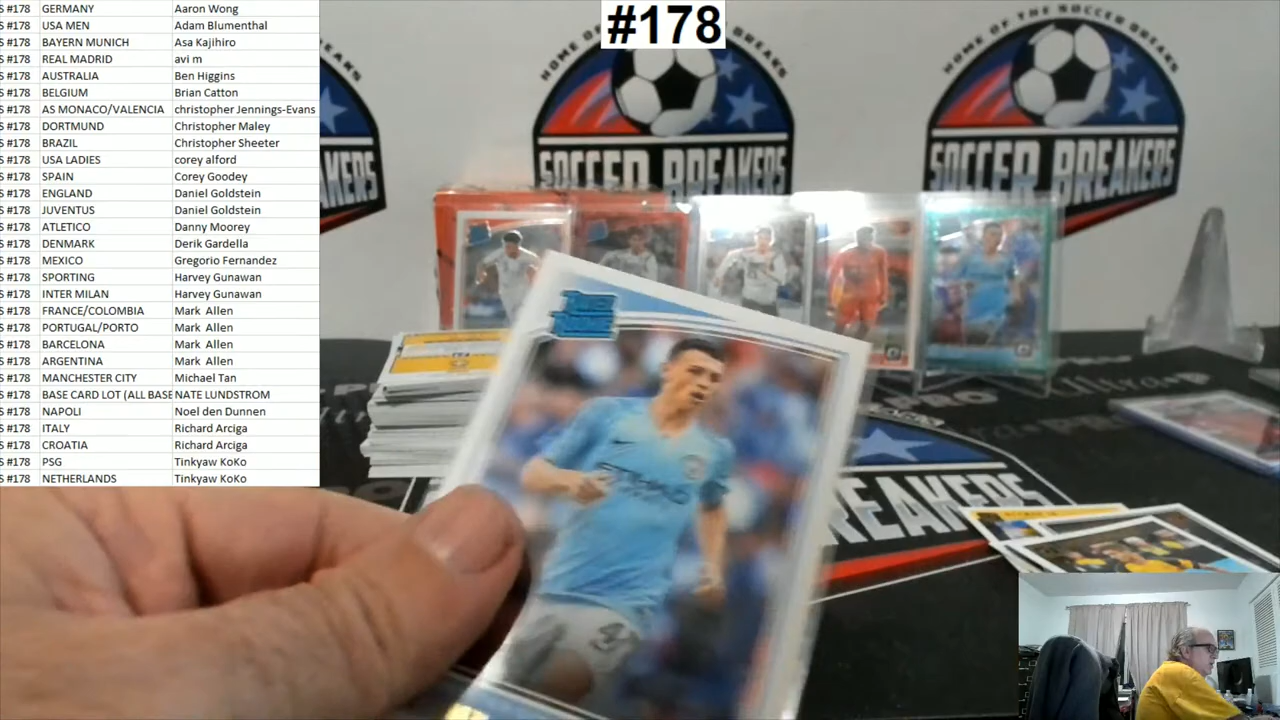 #178
S #178 GERMANY Aaron Wong
S #178 USA MEN Adam Blumenthal
S #178 BAYERN MUNICH Asa Kajihiro
S #178 REAL MADRID avi m
S #178 AUSTRALIA Ben Higgins
S #178 BELGIUM Brian Catton
S #178 AS MONACO/VALENCIA christopher Jennings-Evans
S #178 DORTMUND Christopher Maley
S #178 BRAZIL Christopher Sheeter
S #178 USA LADIES corey alford
S #178 SPAIN Corey Goodey
S #178 ENGLAND Daniel Goldstein
S #178 JUVENTUS Daniel Goldstein
S #178 ATLETICO Danny Moorey
S #178 DENMARK Derik Gardella
S #178 MEXICO Gregorio Fernandez
S #178 SPORTING Harvey Gunawan
S #178 INTER MILAN Harvey Gunawan
S #178 FRANCE/COLOMBIA Mark Allen
S #178 PORTUGAL/PORTO Mark Allen
S #178 BARCELONA Mark Allen
S #178 ARGENTINA Mark Allen
S #178 MANCHESTER CITY Michael Tan
S #178 BASE CARD LOT (ALL BASE NATE LUNDSTROM
S #178 NAPOLI Noel den Dunnen
S #178 ITALY Richard Arciga
S #178 CROATIA Richard Arciga
S #178 PSG Tinkyaw KoKo
S #178 NETHERLANDS Tinkyaw KoKo
HOME OF THE SOCCER BREAKS
SOCCER BREAKERS
HOME OF THE SOCCER BREAKS
SOCCER BREAKERS
EAKS
AKERS
REAKERS
PRO